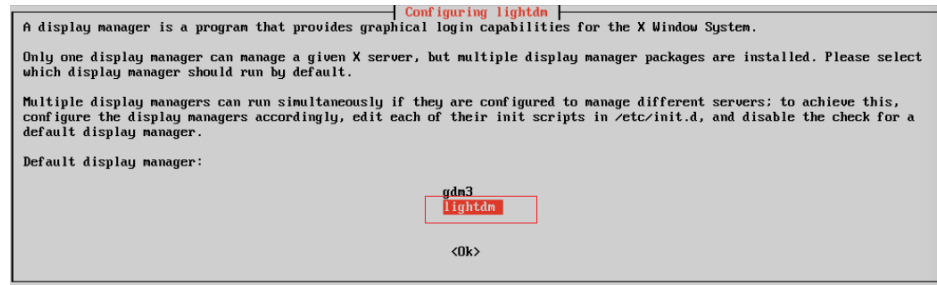 Configuring lightdm
A display manager is a program that provides graphical login capabilities for the X Window System.
Only one display manager can manage a given X server, but multiple display manager packages are installed. Please select
which display manager should run by default.
Multiple display managers can run simultaneously if they are configured to manage different servers; to achieve this,
configure the display managers accordingly, edit each of their init scripts in /etc/init.d, and disable the check for a
default display manager.
Default display manager:
gdm3
lightdm
<Ok>